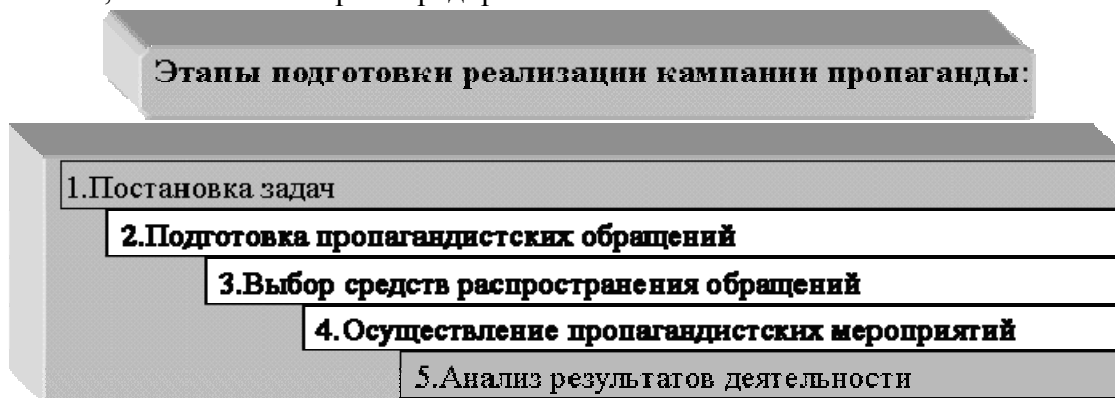 Этапы подготовки реализации кампании пропаганды:
1.Постановка задач
2.Подготовка пропагандистских обращений
3.Выбор средств распространения обращений
4.Осуществление пропагандистских мероприятий
5.Анализ результатов деятельности